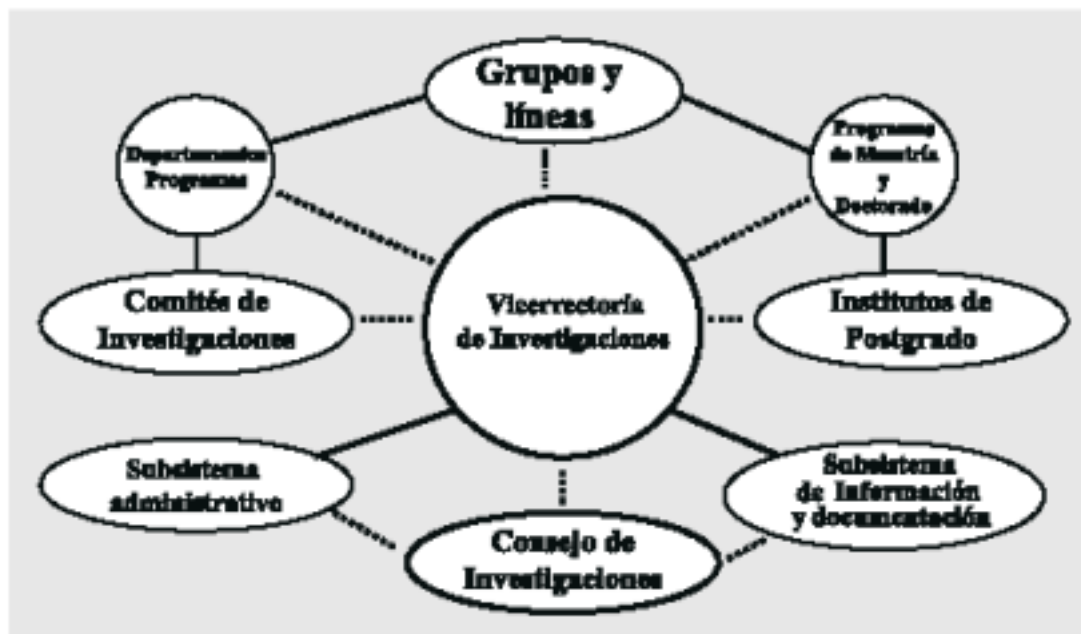 Grupos y
líneas
Departamentos
Programas
Programas
de Maestría
y
Doctorado
Vicerrectoría
de Investigaciones
Comités de
Investigaciones
Institutos de
Postgrado
Subsistema
administrativo
Subsistema
de Información
y documentación
Consejo de
Investigaciones